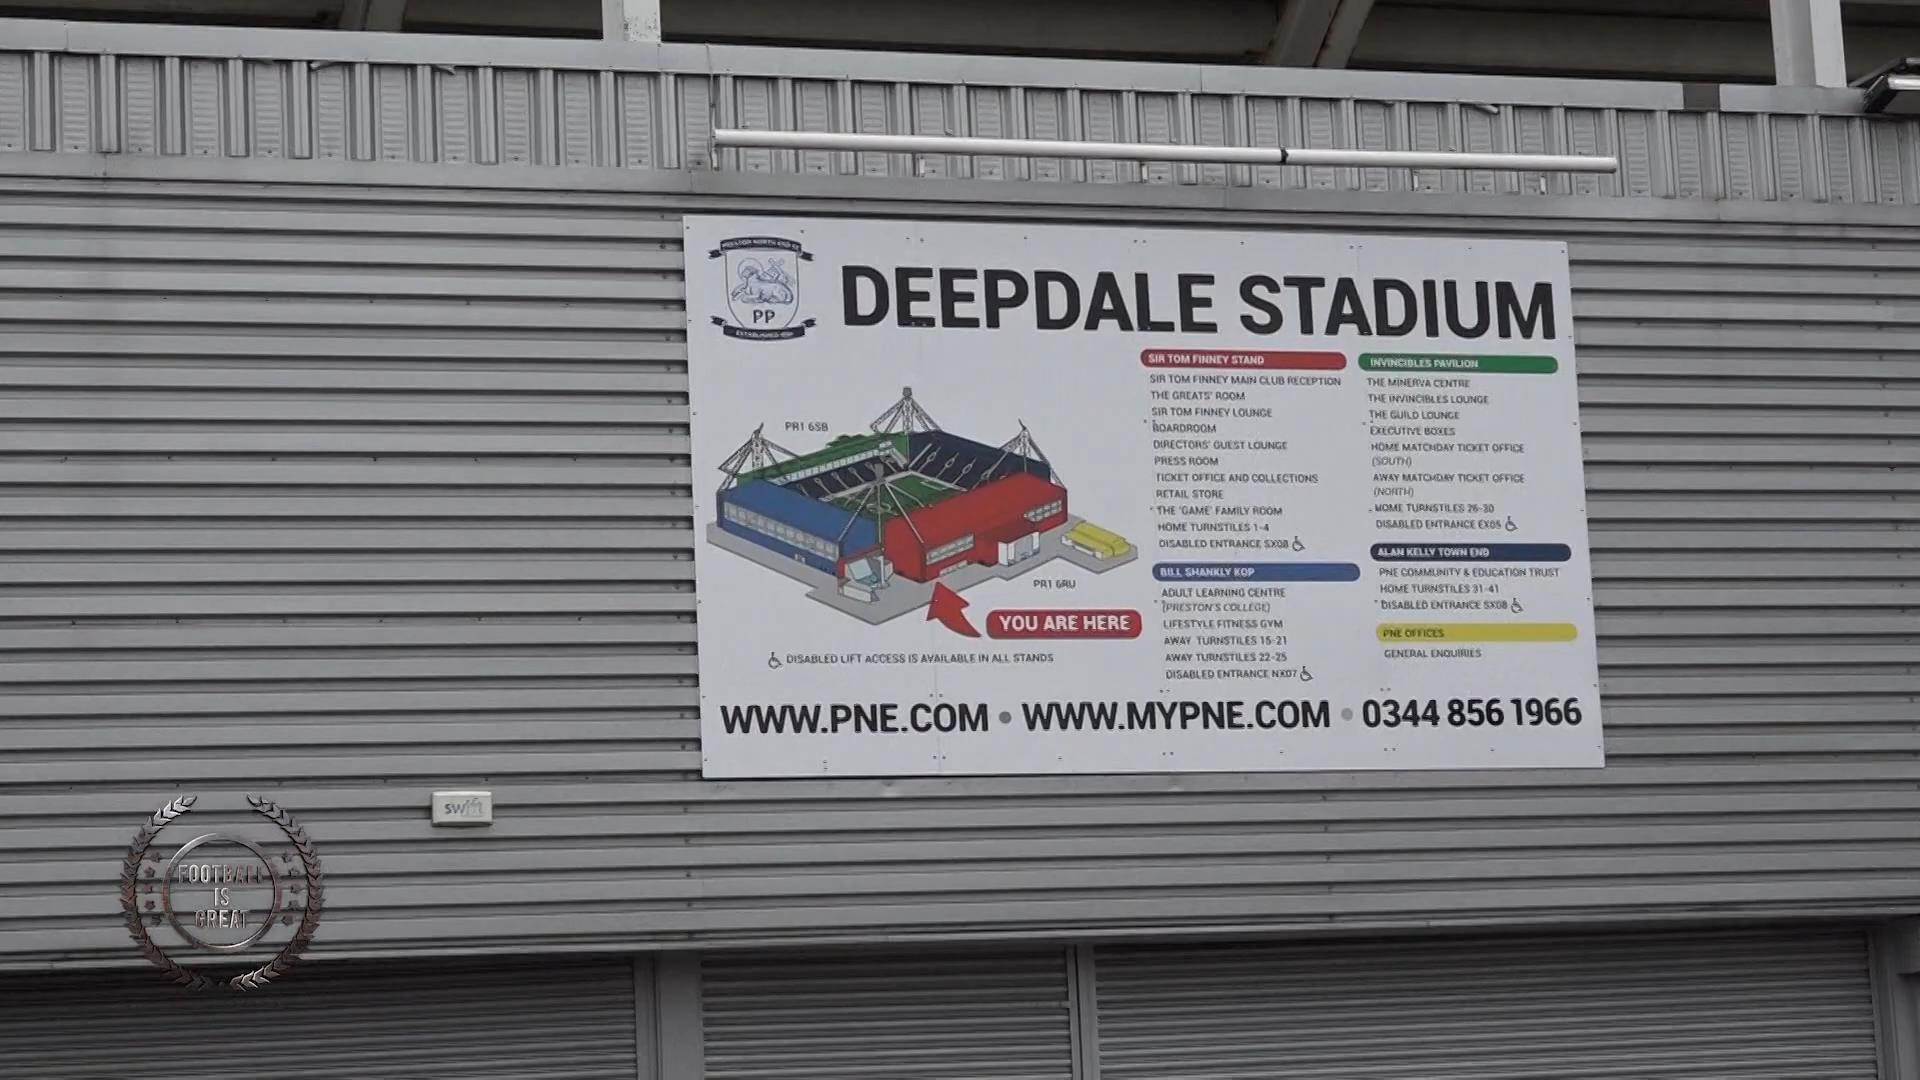 PRESTON NORTH END FC
PP
ESTABLISHED 1880
DEEPDALE STADIUM
PR1 6SB
PR1 6RU
YOU ARE HERE
DISABLED LIFT ACCESS IS AVAILABLE IN ALL STANDS
SIR TOM FINNEY STAND
SIR TOM FINNEY MAIN CLUB RECEPTION
THE GREATS' ROOM
SIR TOM FINNEY LOUNGE
BOARDROOM
DIRECTORS' GUEST LOUNGE
PRESS ROOM
TICKET OFFICE AND COLLECTIONS
RETAIL STORE
THE 'GAME' FAMILY ROOM
HOME TURNSTILES 1-4
DISABLED ENTRANCE SX08
BILL SHANKLY KOP
ADULT LEARNING CENTRE
(PRESTON'S COLLEGE)
LIFESTYLE FITNESS GYM
AWAY TURNSTILES 15-21
AWAY TURNSTILES 22-25
DISABLED ENTRANCE NX07
INVINCIBLES PAVILION
THE MINERVA CENTRE
THE INVINCIBLES LOUNGE
THE GUILD LOUNGE
EXECUTIVE BOXES
HOME MATCHDAY TICKET OFFICE
(SOUTH)
AWAY MATCHDAY TICKET OFFICE
(NORTH)
HOME TURNSTILES 26-30
DISABLED ENTRANCE EX05
ALAN KELLY TOWN END
PNE COMMUNITY & EDUCATION TRUST
HOME TURNSTILES 31-41
DISABLED ENTRANCE SX08
PNE OFFICES
GENERAL ENQUIRIES
WWW.PNE.COM • WWW.MYPNE.COM • 0344 856 1966
swift
FOOTBALL
IS
GREAT